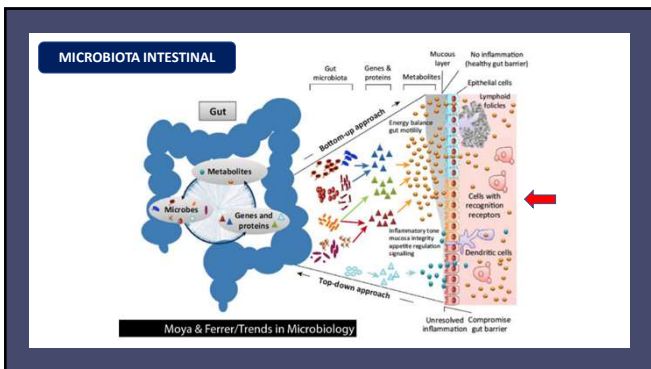 MICROBIOTA INTESTINAL
Gut
microbiota
Genes &
proteins
Metabolites
Mucous
layer
No inflammation
(healthy gut barrier)
Epithelial cells
Lymphoid
folicles
Gut
Bottom-up approach
Energy balance
gut motility
Metabolites
Microbes
Genes and
proteins
Cells with
recognition
receptors
Inflammatory tone
mucosa integrity
appetite regulation
signalling
Dendritic cells
Top-down approach
Unresolved
inflammation
Compromise
gut barrier
Moya & Ferrer/Trends in Microbiology